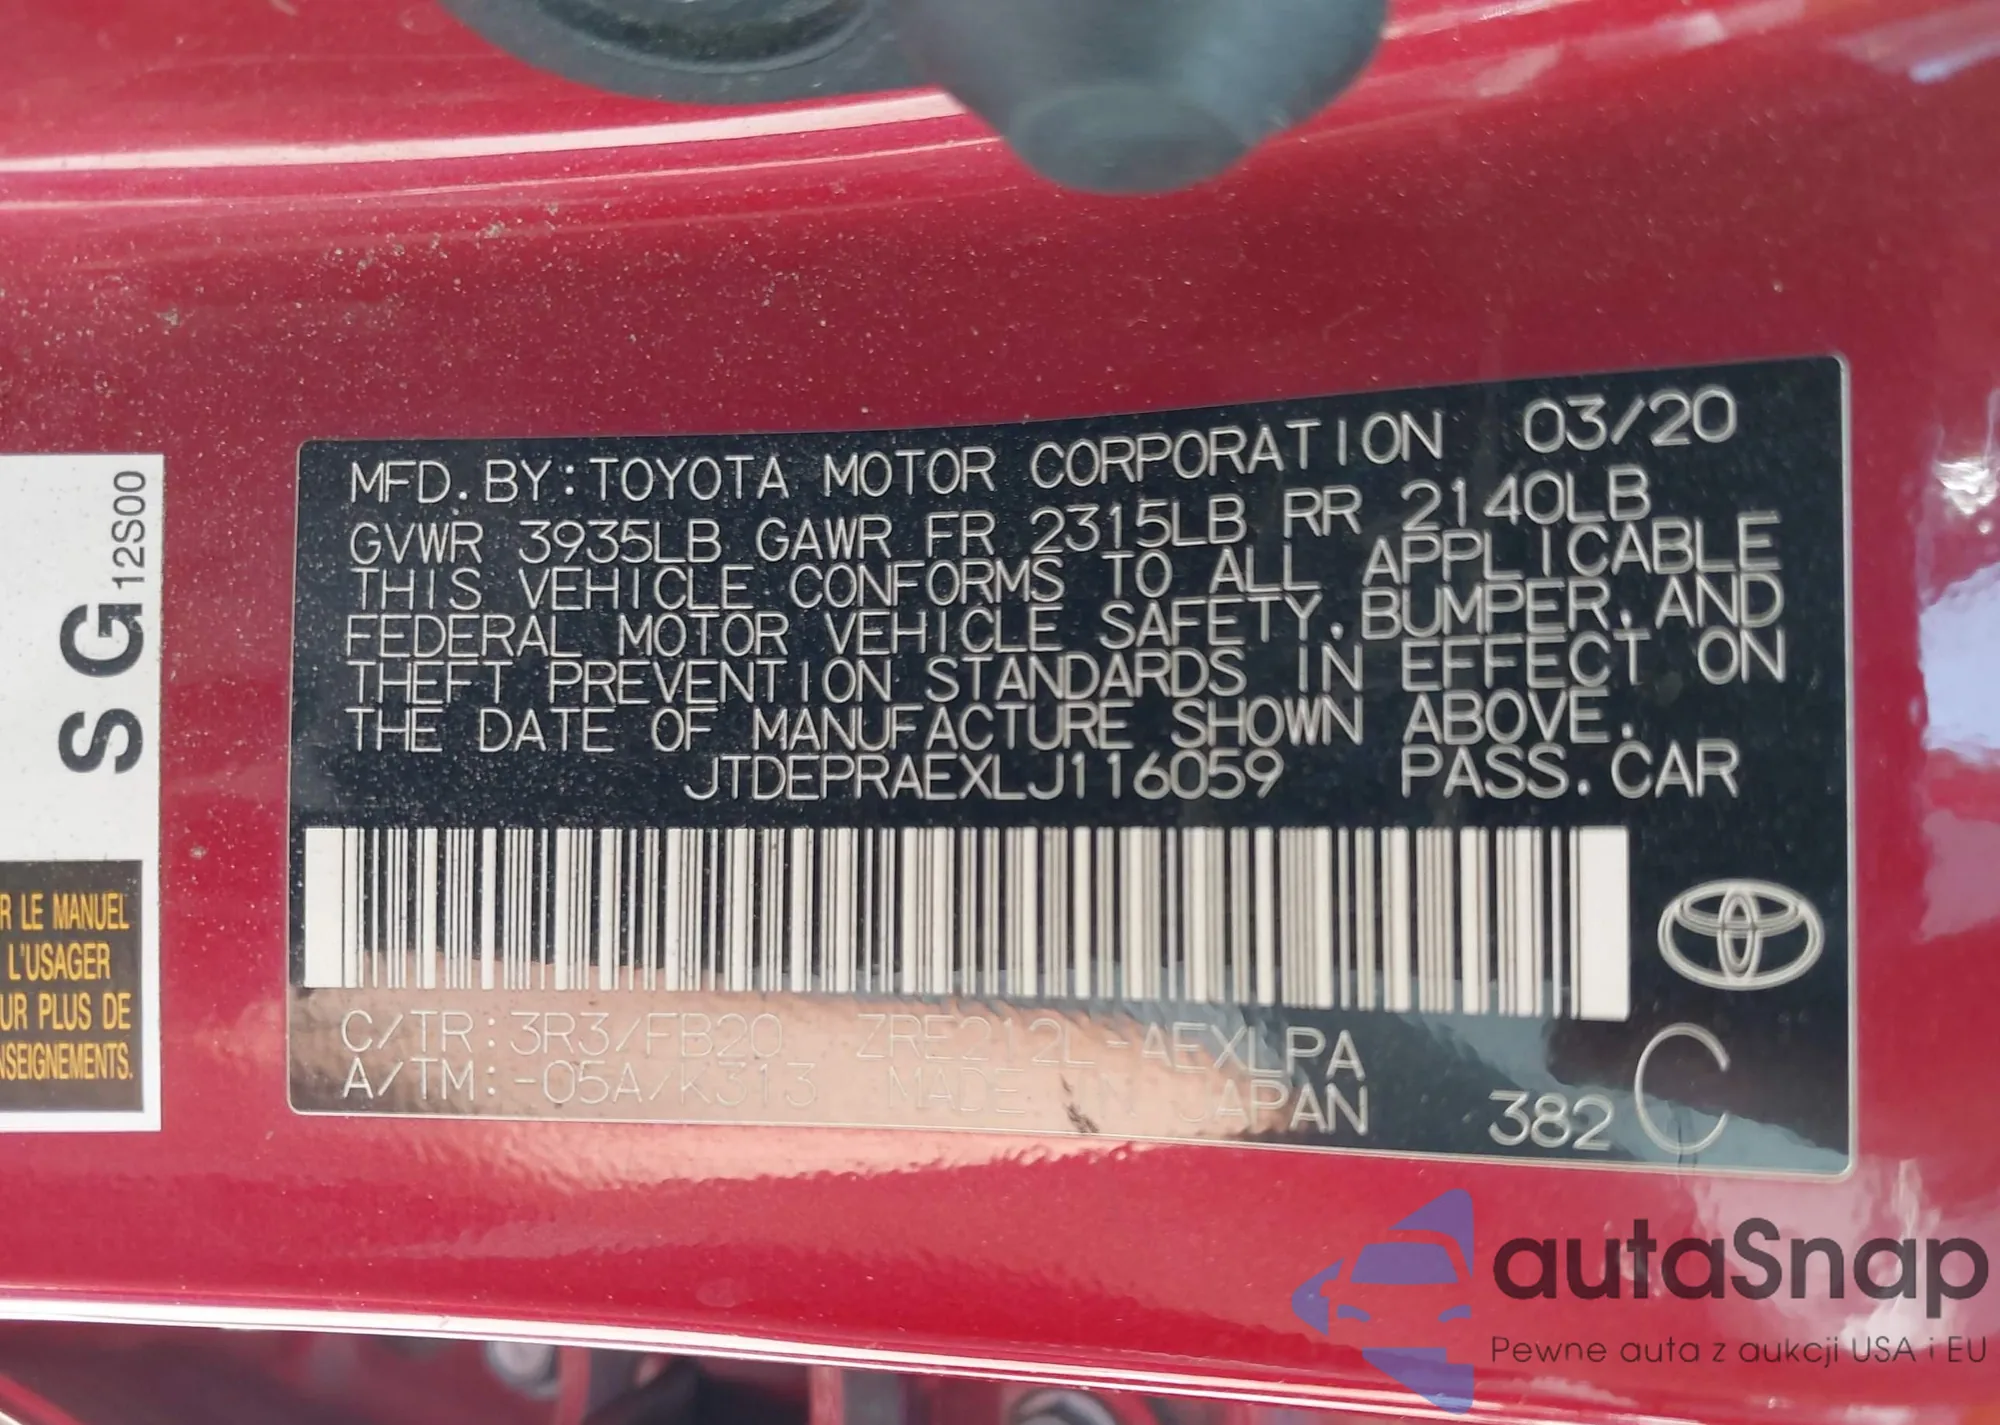 MFD. BY: TOYOTA MOTOR CORPORATION 03/20
GVWR 3935LB GAWR FR 2315LB RR 2140LB
THIS VEHICLE CONFORMS TO ALL APPLICABLE
FEDERAL MOTOR VEHICLE SAFETY, BUMPER, AND
THEFT PREVENTION STANDARDS IN EFFECT ON
THE DATE OF MANUFACTURE SHOWN ABOVE.
JTDEPRAEXLJ116059 PASS. CAR
C/TR: 3R3/FB20 ZRE212L-AEXLPA
A/TM: -05A/K313 MADE IN JAPAN 382 C
S G 12S00
R LE MANUEL
L'USAGER
UR PLUS DE
NSEIGNEMENTS.
autaSnap
Pewne auta z aukcji USA i EU